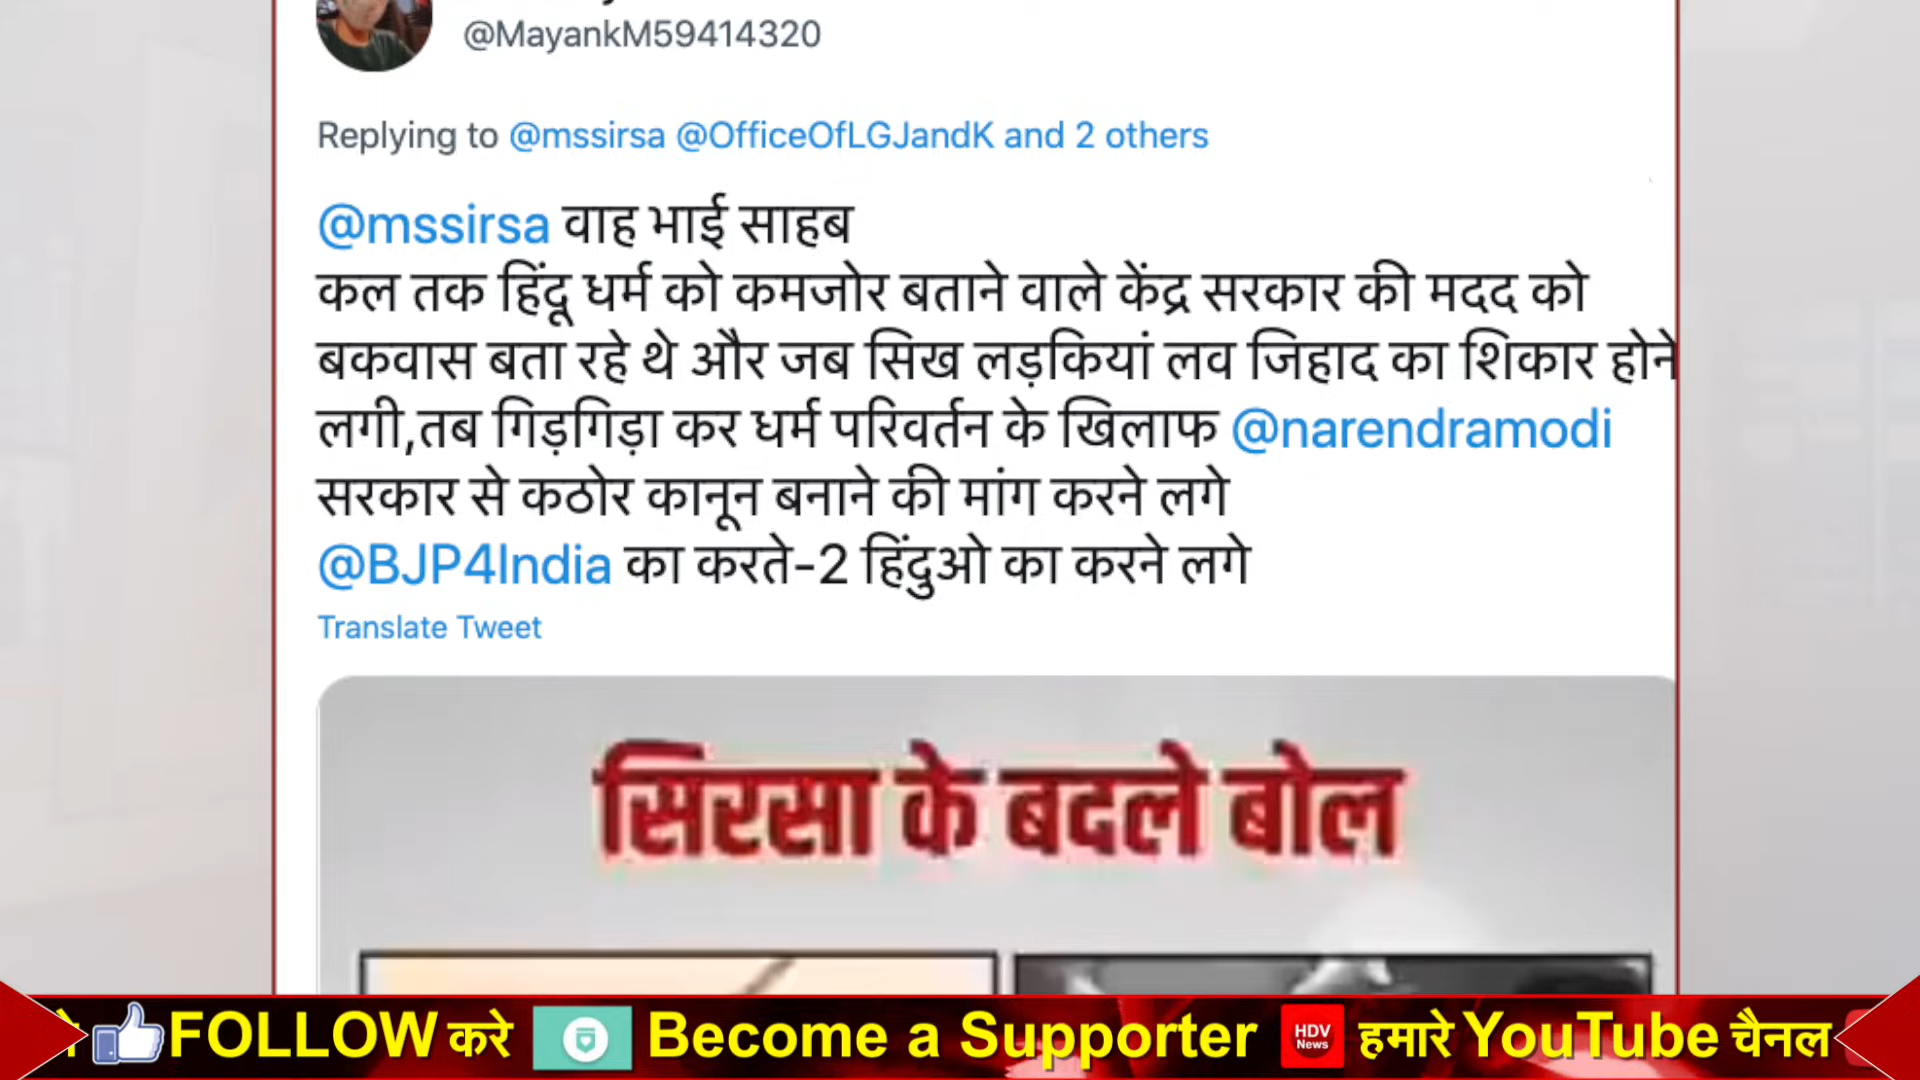 @MayankM59414320
Replying to @mssirsa @OfficeOfLGJandK and 2 others
@mssirsa वाह भाई साहब
कल तक हिंदू धर्म को कमजोर बताने वाले केंद्र सरकार की मदद को
बकवास बता रहे थे और जब सिख लड़कियां लव जिहाद का शिकार होने
लगी,तब गिड़गिड़ा कर धर्म परिवर्तन के खिलाफ @narendramodi
सरकार से कठोर कानून बनाने की मांग करने लगे
@BJP4India का करते-2 हिंदुओ का करने लगे
Translate Tweet
सिरसा के बदले बोल
FOLLOW करे Become a Supporter HDV News हमारे YouTube चैनल